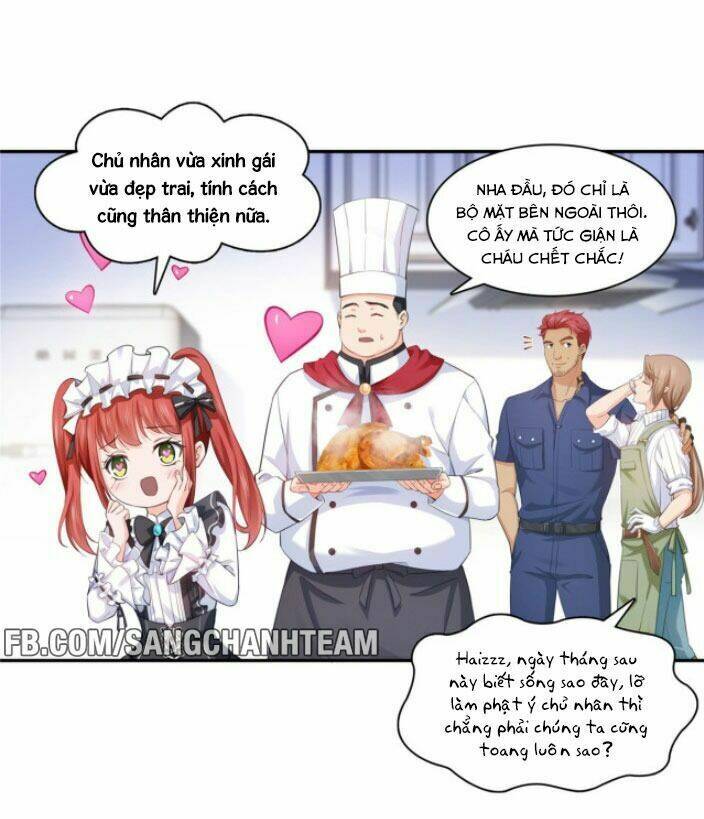 Chủ nhân vừa xinh gái
vừa dẹp trai, tính cách
cũng thân thiện nữa.
NHA ĐẦU, ĐÓ CHỈ LÀ
BỘ MẶT BÊN NGOÀI THÔI.
CÔ ẤY MÀ TỨC GIẬN LÀ
CHÁU CHẾT CHẮC!
FB.COM/SANGCHANHTEAM
Haizzz, ngày tháng sau
này biết sống sao đây, lỡ
làm phật ý chủ nhân thì
chẳng phải chúng ta cũng
toang luôn sao?